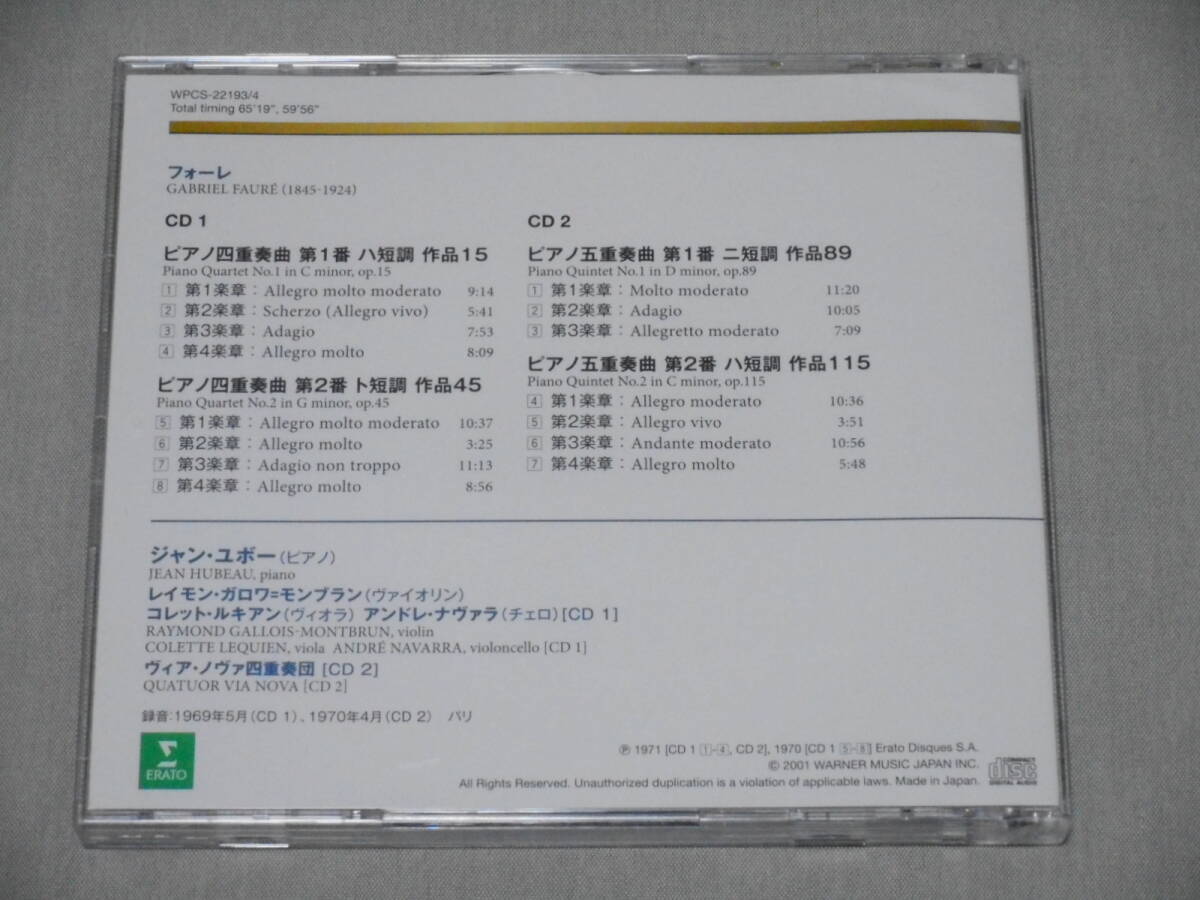 WPCS-22193/4
Total timing 65'19", 59'56"
フォーレ
GABRIEL FAURÉ (1845-1924)
CD 1
ピアノ四重奏曲 第1番 ハ短調 作品15
Piano Quartet No.1 in C minor, op.15
1 第1楽章：Allegro molto moderato 9:14
2 第2楽章：Scherzo (Allegro vivo) 5:41
3 第3楽章：Adagio 7:53
4 第4楽章：Allegro molto 8:09
ピアノ四重奏曲 第2番 ト短調 作品45
Piano Quartet No.2 in G minor, op.45
5 第1楽章：Allegro molto moderato 10:37
6 第2楽章：Allegro molto 3:25
7 第3楽章：Adagio non troppo 11:13
8 第4楽章：Allegro molto 8:56
CD 2
ピアノ五重奏曲 第1番 ニ短調 作品89
Piano Quintet No.1 in D minor, op.89
1 第1楽章：Molto moderato 11:20
2 第2楽章：Adagio 10:05
3 第3楽章：Allegretto moderato 7:09
ピアノ五重奏曲 第2番 ハ短調 作品115
Piano Quintet No.2 in C minor, op.115
4 第1楽章：Allegro moderato 10:36
5 第2楽章：Allegro vivo 3:51
6 第3楽章：Andante moderato 10:56
7 第4楽章：Allegro molto 5:48
ジャン・ユボー(ピアノ)
JEAN HUBEAU, piano
レイモン・ガロワ=モンブラン(ヴァイオリン)
コレット・ルキアン(ヴィオラ) アンドレ・ナヴァラ(チェロ)[CD 1]
RAYMOND GALLOIS-MONTBRUN, violin
COLETTE LEQUIEN, viola ANDRÉ NAVARRA, violoncello [CD 1]
ヴィア・ノヴァ四重奏団 [CD 2]
QUATUOR VIA NOVA [CD 2]
録音：1969年5月(CD 1)、1970年4月(CD 2) パリ
ERATO
℗ 1971 [CD 1 1-4, CD 2], 1970 [CD 1 5-8] Erato Disques S.A.
© 2001 WARNER MUSIC JAPAN INC.
All Rights Reserved. Unauthorized duplication is a violation of applicable laws. Made in Japan.
COMPACT
disc
DIGITAL AUDIO